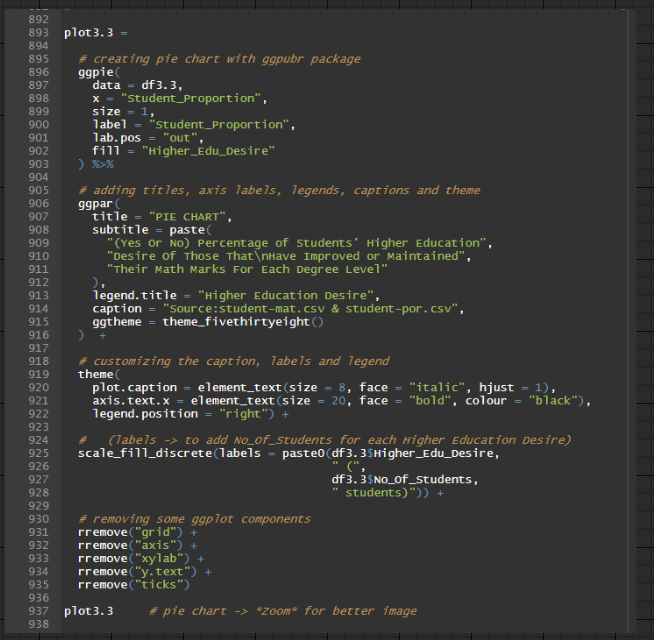 892
893 plot3.3 =
894
895 # creating pie chart with ggpubr package
896 ggpie(
897 data = df3.3,
898 x = "Student_Proportion",
899 size = 1,
900 label = "Student_Proportion",
901 lab.pos = "out",
902 fill = "Higher_Edu_Desire"
903 ) %>%
904
905 # adding titles, axis labels, legends, captions and theme
906 ggpar(
907 title = "PIE CHART",
908 subtitle = paste(
909 "(Yes Or No) Percentage of Students' Higher Education",
910 "Desire Of Those That\nHave Improved or Maintained",
911 "Their Math Marks For Each Degree Level"
912 ),
913 legend.title = "Higher Education Desire",
914 caption = "Source:student-mat.csv & student-por.csv",
915 ggtheme = theme_fivethirtyeight()
916 ) +
917
918 # customizing the caption, labels and legend
919 theme(
920 plot.caption = element_text(size = 8, face = "italic", hjust = 1),
921 axis.text.x = element_text(size = 20, face = "bold", colour = "black"),
922 legend.position = "right") +
923
924 # (labels -> to add No_Of_Students for each Higher Education Desire)
925 scale_fill_discrete(labels = paste0(df3.3$Higher_Edu_Desire,
926 " (",
927 df3.3$No_Of_Students,
928 " students)")) +
929
930 # removing some ggplot components
931 rremove("grid") +
932 rremove("axis") +
933 rremove("xylab") +
934 rremove("y.text") +
935 rremove("ticks")
936
937 plot3.3 # pie chart -> *Zoom* for better image
938